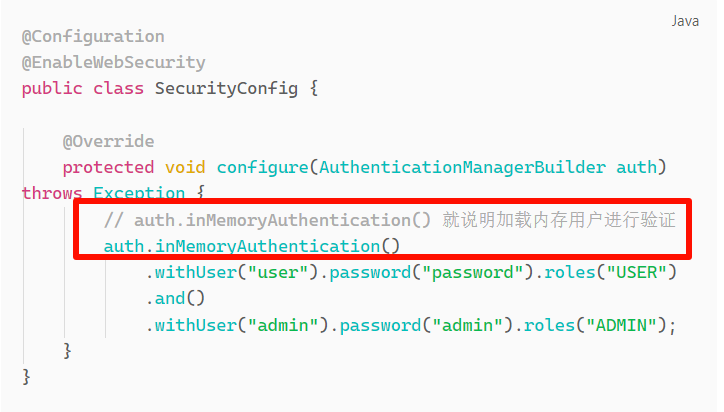 Java
@Configuration
@EnableWebSecurity
public class SecurityConfig {
@Override
protected void configure(AuthenticationManagerBuilder auth)
throws Exception {
// auth.inMemoryAuthentication() 就说明加载内存用户进行验证
auth.inMemoryAuthentication()
.withUser("user").password("password").roles("USER")
.and()
.withUser("admin").password("admin").roles("ADMIN");
}
}